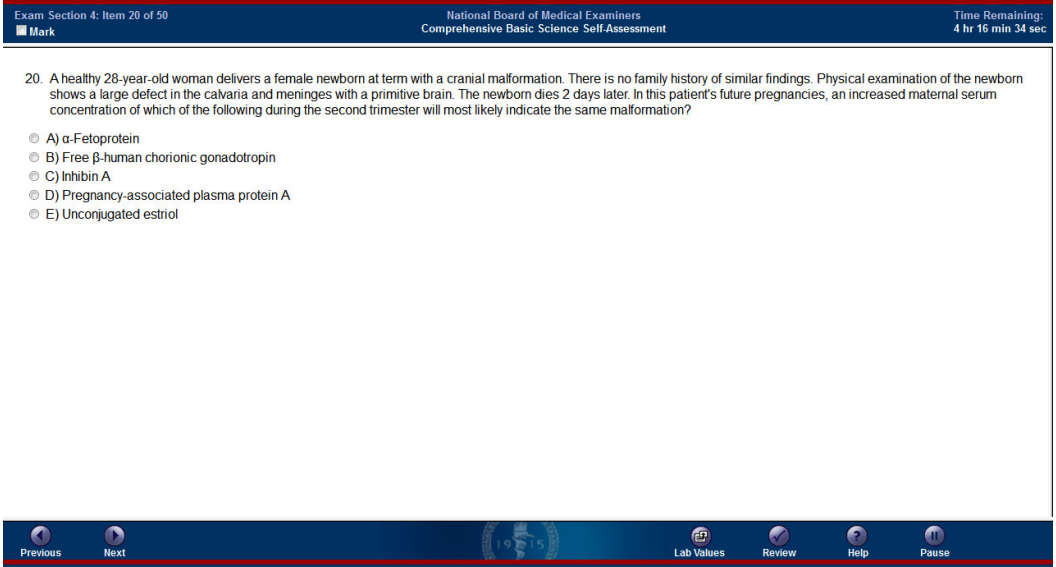 Exam Section 4: Item 20 of 50
National Board of Medical Examiners
Time Remaining:
Mark
Comprehensive Basic Science Self-Assessment
4 hr 16 min 34 sec
20. A healthy 28-year-old woman delivers a female newborn at term with a cranial malformation. There is no family history of similar findings. Physical examination of the newborn
shows a large defect in the calvaria and meninges with a primitive brain. The newborn dies 2 days later. In this patient's future pregnancies, an increased maternal serum
concentration of which of the following during the second trimester will most likely indicate the same malformation?
A) α-Fetoprotein
B) Free β-human chorionic gonadotropin
C) Inhibin A
D) Pregnancy-associated plasma protein A
E) Unconjugated estriol
1915
Previous
Next
Lab Values
Review
Help
Pause